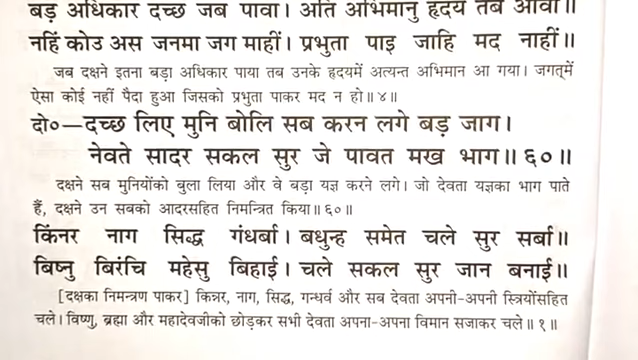 बड़ अधिकार दच्छ जब पावा। अति अभिमानु हृदयँ तब आवा॥
नहिं कोउ अस जनमा जग माहीं। प्रभुता पाइ जाहि मद नाहीं॥
जब दक्षने इतना बड़ा अधिकार पाया तब उनके हृदयमें अत्यन्त अभिमान आ गया। जगत्‌में
ऐसा कोई नहीं पैदा हुआ जिसको प्रभुता पाकर मद न हो॥४॥
दो०—दच्छ लिए मुनि बोलि सब करन लगे बड़ जाग।
नेवते सादर सकल सुर जे पावत मख भाग॥ ६०॥
दक्षने सब मुनियोंको बुला लिया और वे बड़ा यज्ञ करने लगे। जो देवता यज्ञका भाग पाते
हैं, दक्षने उन सबको आदरसहित निमन्त्रित किया॥६०॥
किंनर नाग सिद्ध गंधर्बा। बधुन्ह समेत चले सुर सर्बा॥
बिष्नु बिरंचि महेसु बिहाई। चले सकल सुर जान बनाई॥
[दक्षका निमन्त्रण पाकर] किन्नर, नाग, सिद्ध, गन्धर्व और सब देवता अपनी-अपनी स्त्रियोंसहित
चले। विष्णु, ब्रह्मा और महादेवजीको छोड़कर सभी देवता अपना-अपना विमान सजाकर चले॥१॥